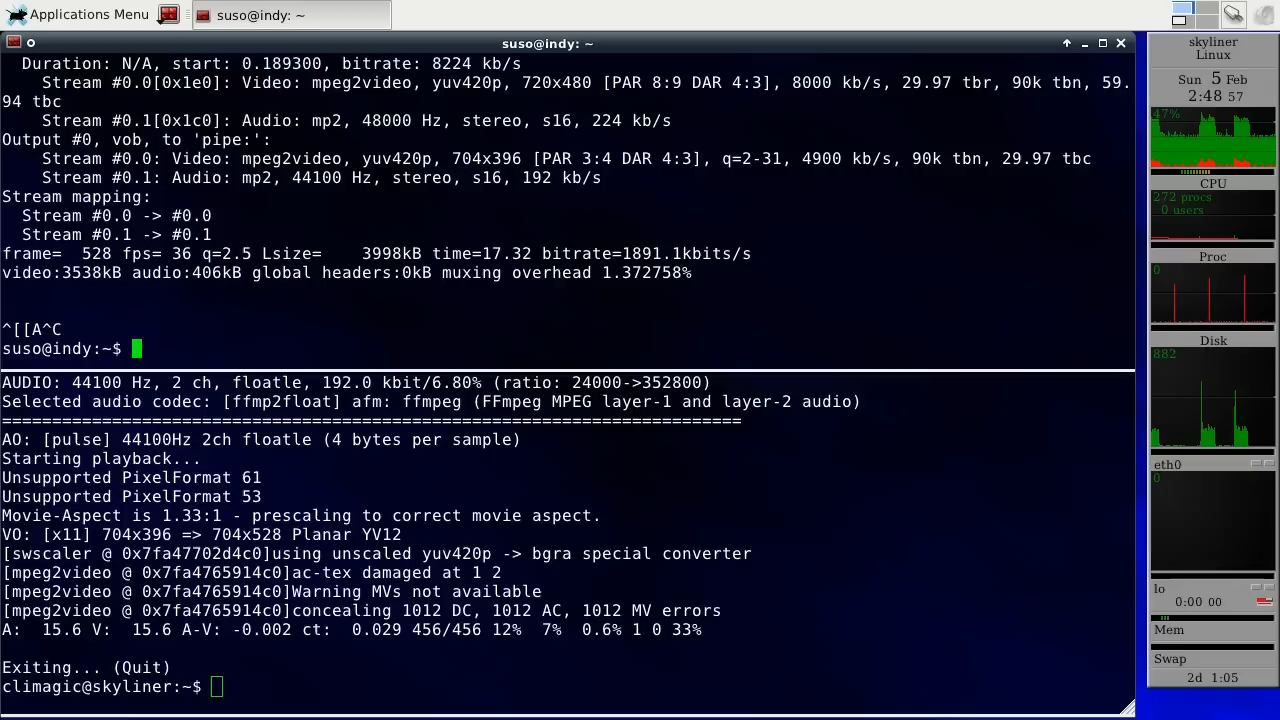 Applications Menu
suso@indy: ~
suso@indy: ~
Duration: N/A, start: 0.189300, bitrate: 8224 kb/s
Stream #0.0[0x1e0]: Video: mpeg2video, yuv420p, 720x480 [PAR 8:9 DAR 4:3], 8000 kb/s, 29.97 tbr, 90k tbn, 59.
94 tbc
Stream #0.1[0x1c0]: Audio: mp2, 48000 Hz, stereo, s16, 224 kb/s
Output #0, vob, to 'pipe:':
Stream #0.0: Video: mpeg2video, yuv420p, 704x396 [PAR 3:4 DAR 4:3], q=2-31, 4900 kb/s, 90k tbn, 29.97 tbc
Stream #0.1: Audio: mp2, 44100 Hz, stereo, s16, 192 kb/s
Stream mapping:
Stream #0.0 -> #0.0
Stream #0.1 -> #0.1
frame=  528 fps= 36 q=2.5 Lsize=    3998kB time=17.32 bitrate=1891.1kbits/s
video:3538kB audio:406kB global headers:0kB muxing overhead 1.372758%
^[[A^C
suso@indy:~$
AUDIO: 44100 Hz, 2 ch, floatle, 192.0 kbit/6.80% (ratio: 24000->352800)
Selected audio codec: [ffmp2float] afm: ffmpeg (FFmpeg MPEG layer-1 and layer-2 audio)
==========================================================================
AO: [pulse] 44100Hz 2ch floatle (4 bytes per sample)
Starting playback...
Unsupported PixelFormat 61
Unsupported PixelFormat 53
Movie-Aspect is 1.33:1 - prescaling to correct movie aspect.
VO: [x11] 704x396 => 704x528 Planar YV12
[swscaler @ 0x7fa47702d4c0]using unscaled yuv420p -> bgra special converter
[mpeg2video @ 0x7fa4765914c0]ac-tex damaged at 1 2
[mpeg2video @ 0x7fa4765914c0]Warning MVs not available
[mpeg2video @ 0x7fa4765914c0]concealing 1012 DC, 1012 AC, 1012 MV errors
A:  15.6 V:  15.6 A-V: -0.002 ct:  0.029 456/456 12%  7%  0.6% 1 0 33%
Exiting... (Quit)
climagic@skyliner:~$
skyliner
Linux
Sun 5 Feb
2:48 57
47%
CPU
272 procs
0 users
Proc
0
Disk
882
eth0
0
lo
0:00 00
Mem
Swap
2d 1:05